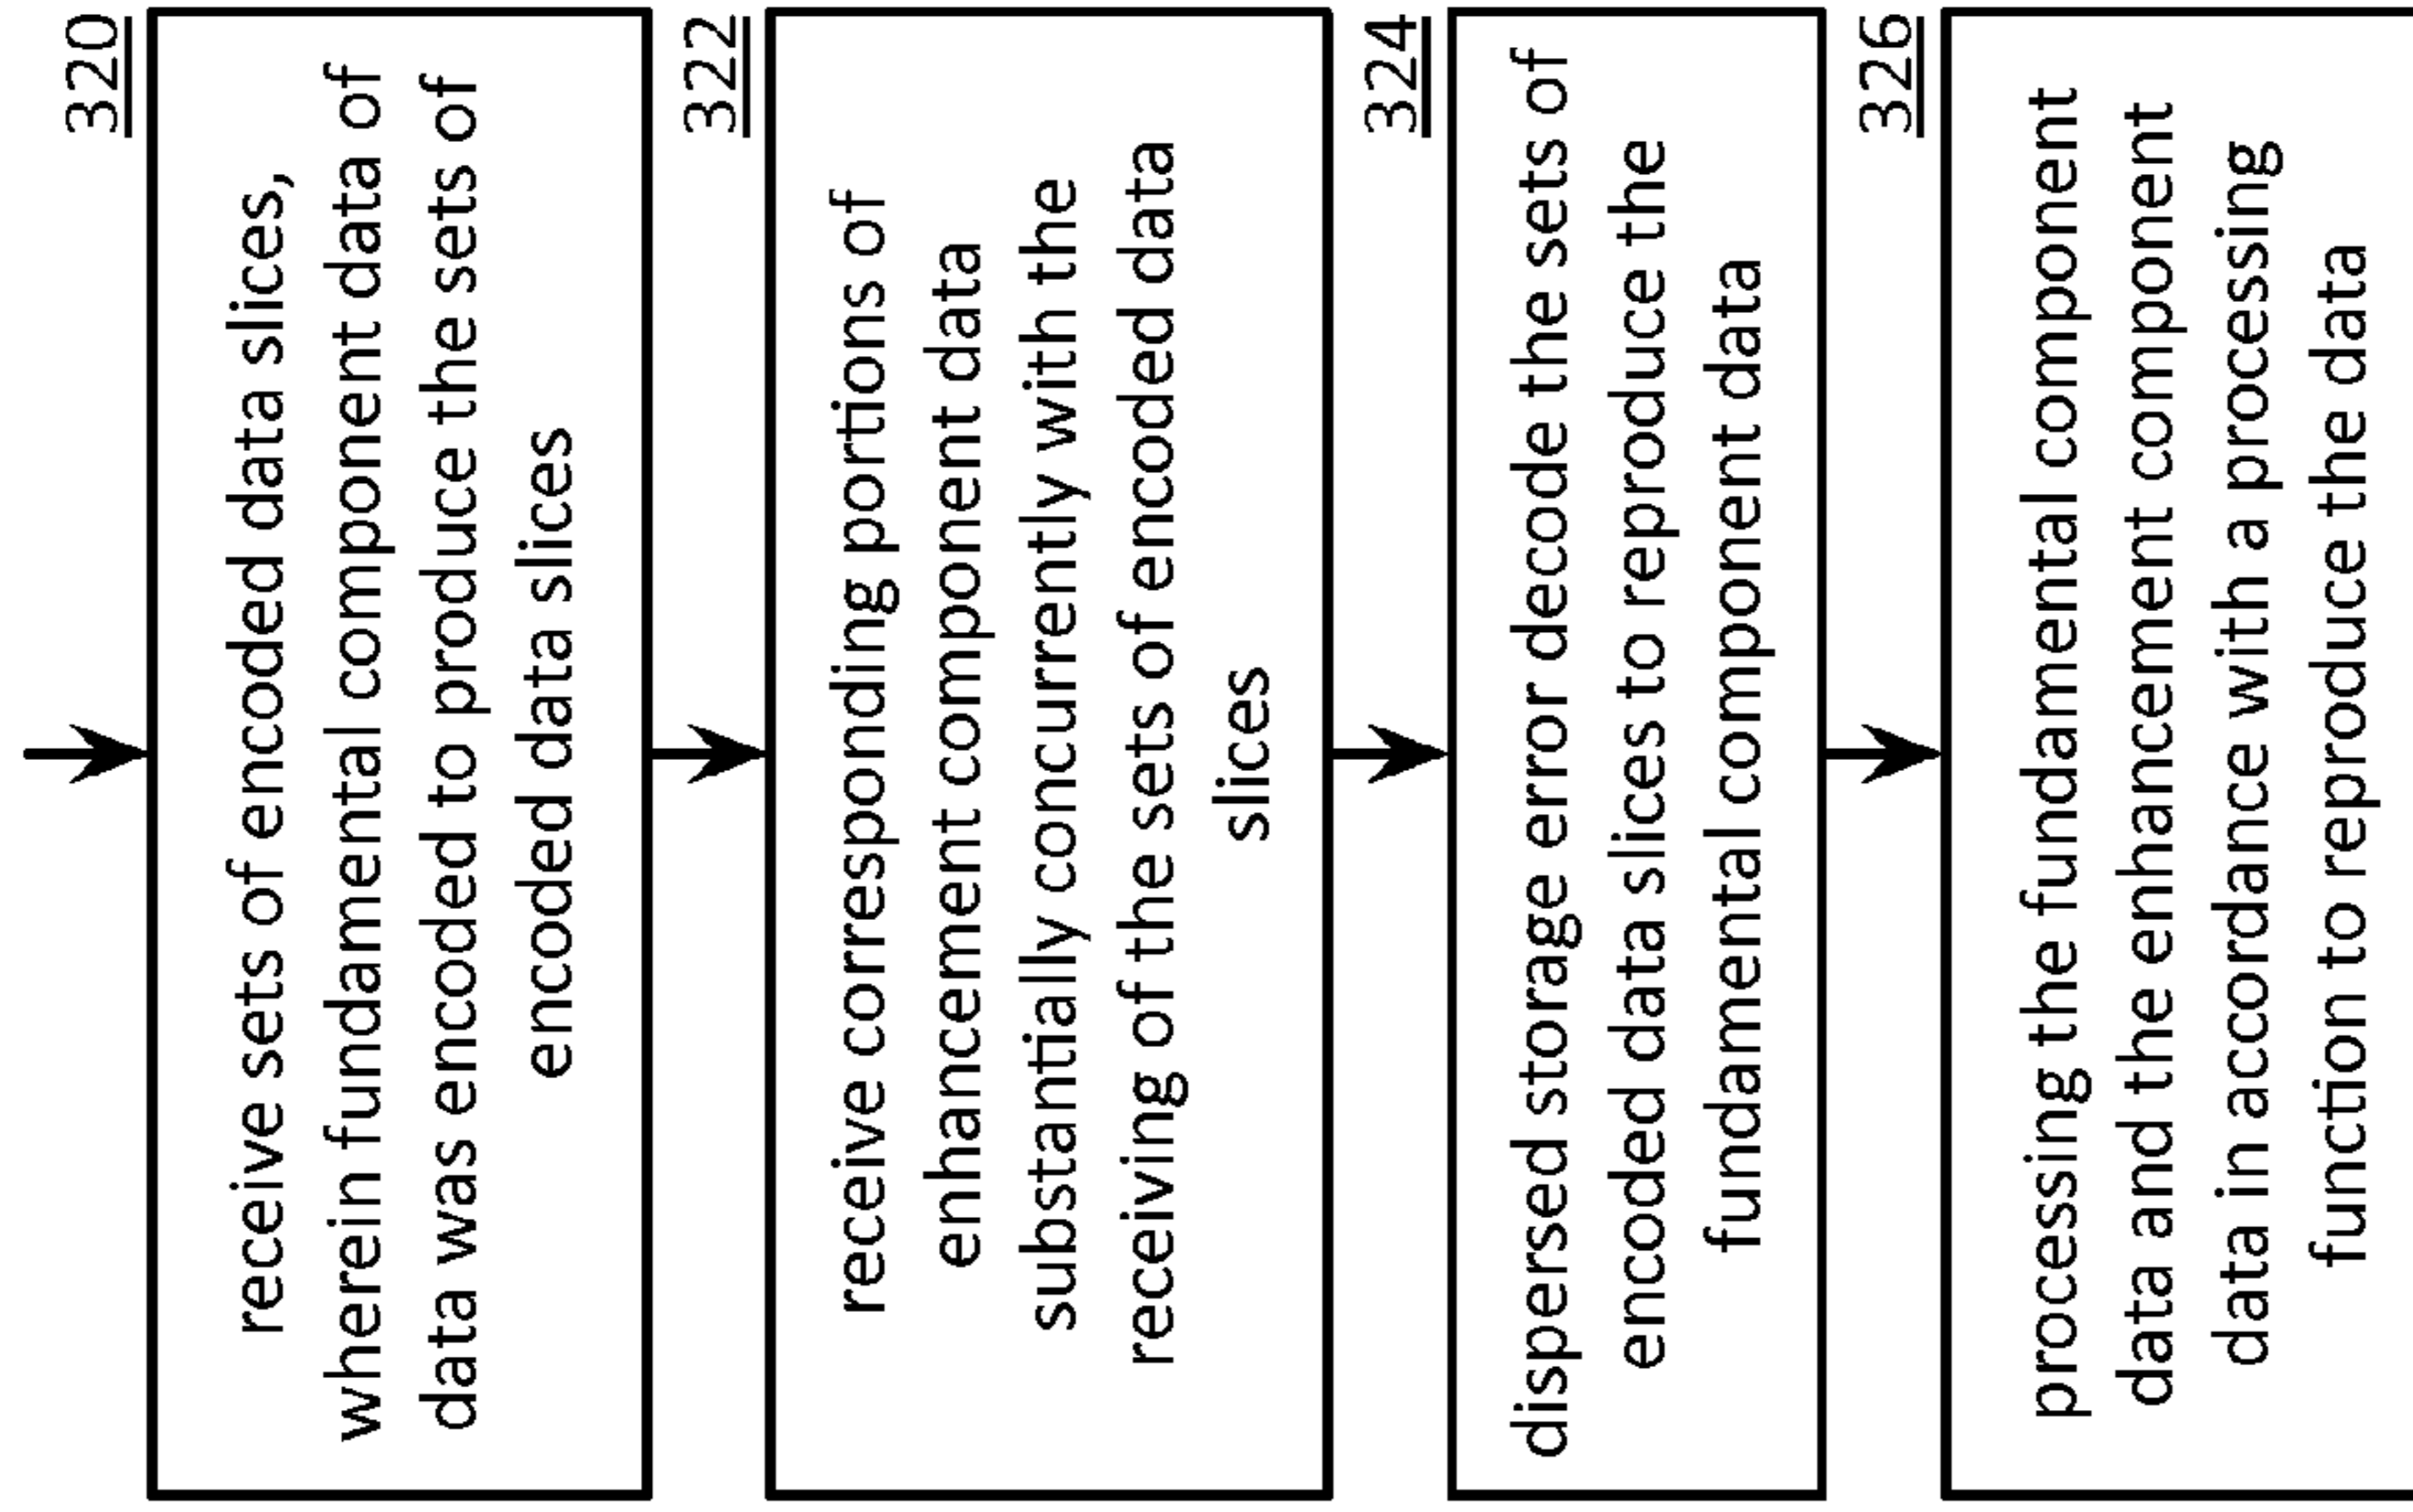 320
receive sets of encoded data slices,
wherein fundamental component data of
data was encoded to produce the sets of
encoded data slices
322
receive corresponding portions of
enhancement component data
substantially concurrently with the
receiving of the sets of encoded data
slices
324
dispersed storage error decode the sets of
encoded data slices to reproduce the
fundamental component data
326
processing the fundamental component
data and the enhancement component
data in accordance with a processing
function to reproduce the data